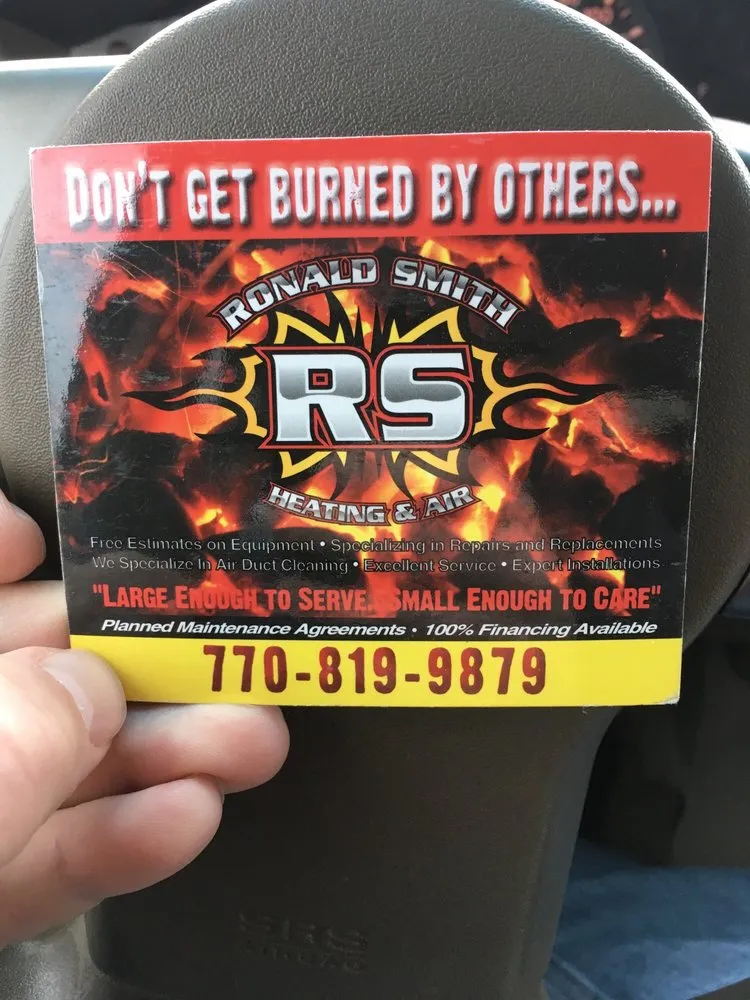 DON'T GET BURNED BY OTHERS...
RONALD SMITH
RS
HEATING & AIR
Free Estimates on Equipment • Specializing in Repairs and Replacements
We Specialize In Air Duct Cleaning • Excellent Service • Expert Installations
"LARGE ENOUGH TO SERVE, SMALL ENOUGH TO CARE"
Planned Maintenance Agreements • 100% Financing Available
770-819-9879
SRS
AIRBAG